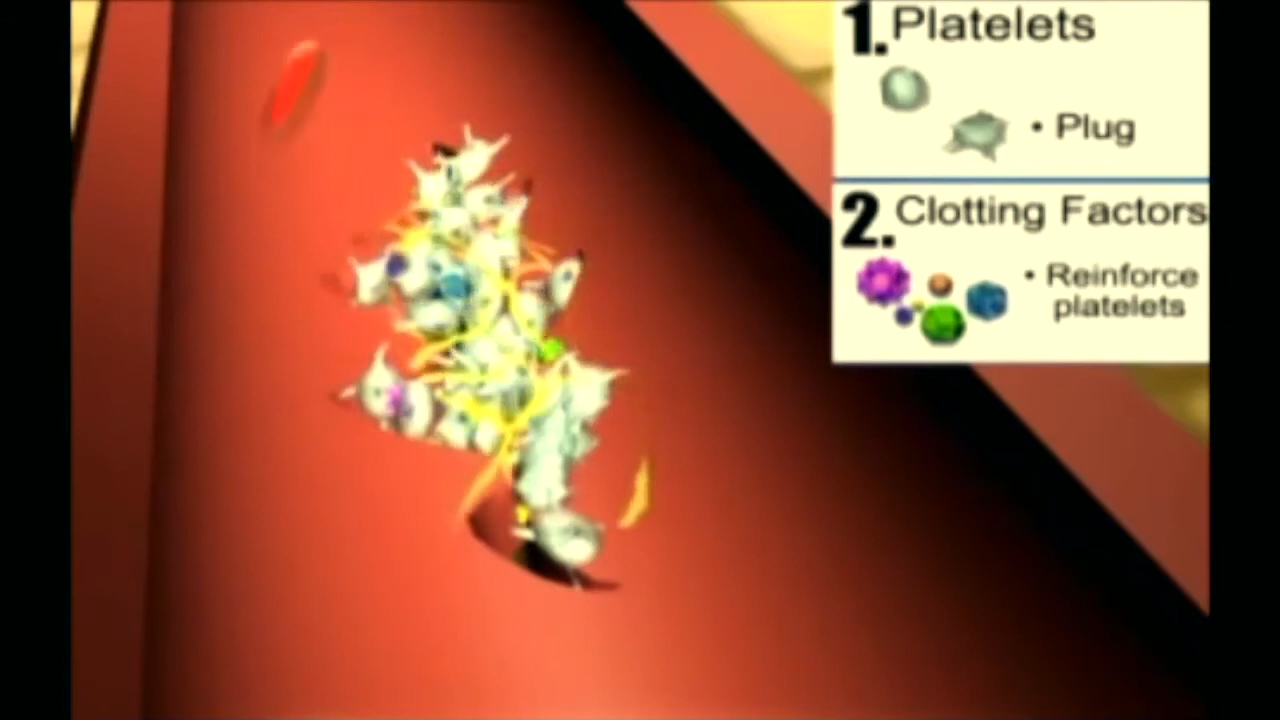 1. Platelets
• Plug
2. Clotting Factors
• Reinforce
platelets